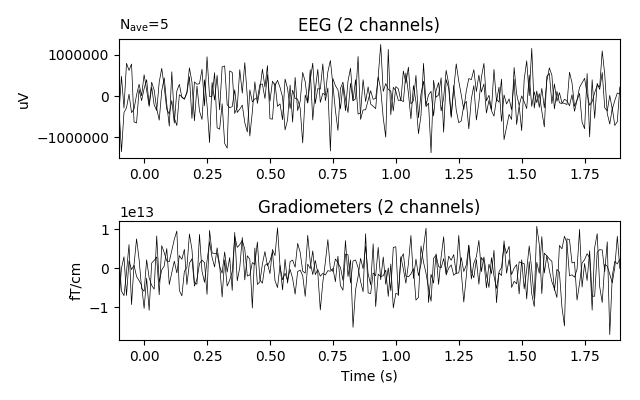 N_ave=5
EEG (2 channels)
1000000
0
−1000000
uV
0.00 0.25 0.50 0.75 1.00 1.25 1.50 1.75
1e13
Gradiometers (2 channels)
1
0
−1
fT/cm
0.00 0.25 0.50 0.75 1.00 1.25 1.50 1.75
Time (s)